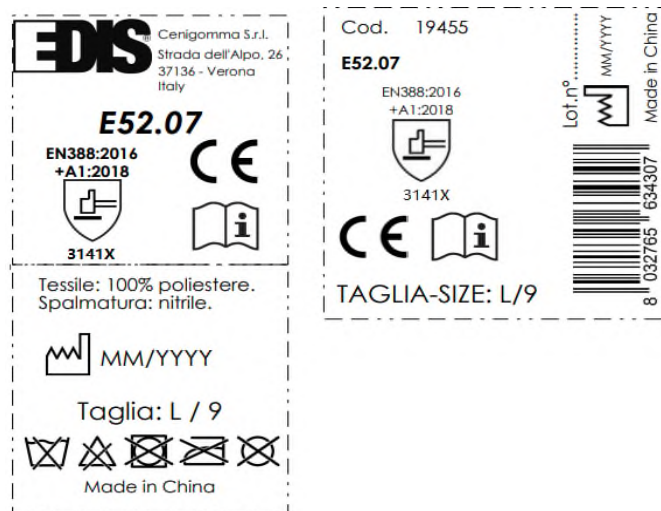 EDIS®
Cenigomma S.r.l.
Strada dell'Alpo, 26
37136 - Verona
Italy
E52.07
EN388:2016
+A1:2018
CE
i
3141X
Tessile: 100% poliestere.
Spalmatura: nitrile.
MM/YYYY
Taglia: L / 9
Made in China
Cod. 19455
E52.07
EN388:2016
+A1:2018
3141X
CE
i
TAGLIA-SIZE: L/9
Lot.n°................
MM/YYYY
Made in China
8 032765 634307